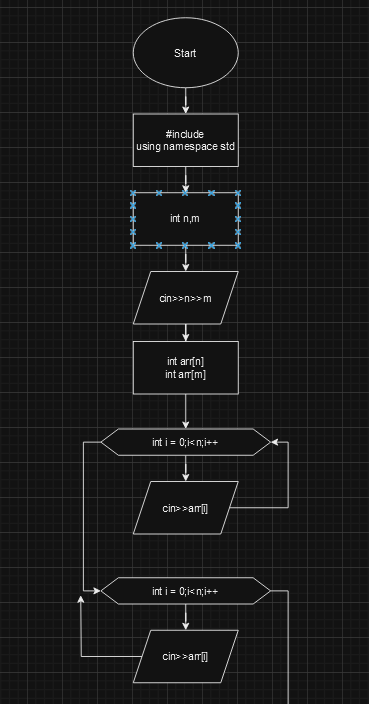 Start
#include
using namespace std
int n,m
cin>>n>>m
int arr[n]
int arr[m]
int i = 0;i<n;i++
cin>>arr[i]
int i = 0;i<n;i++
cin>>arr[i]